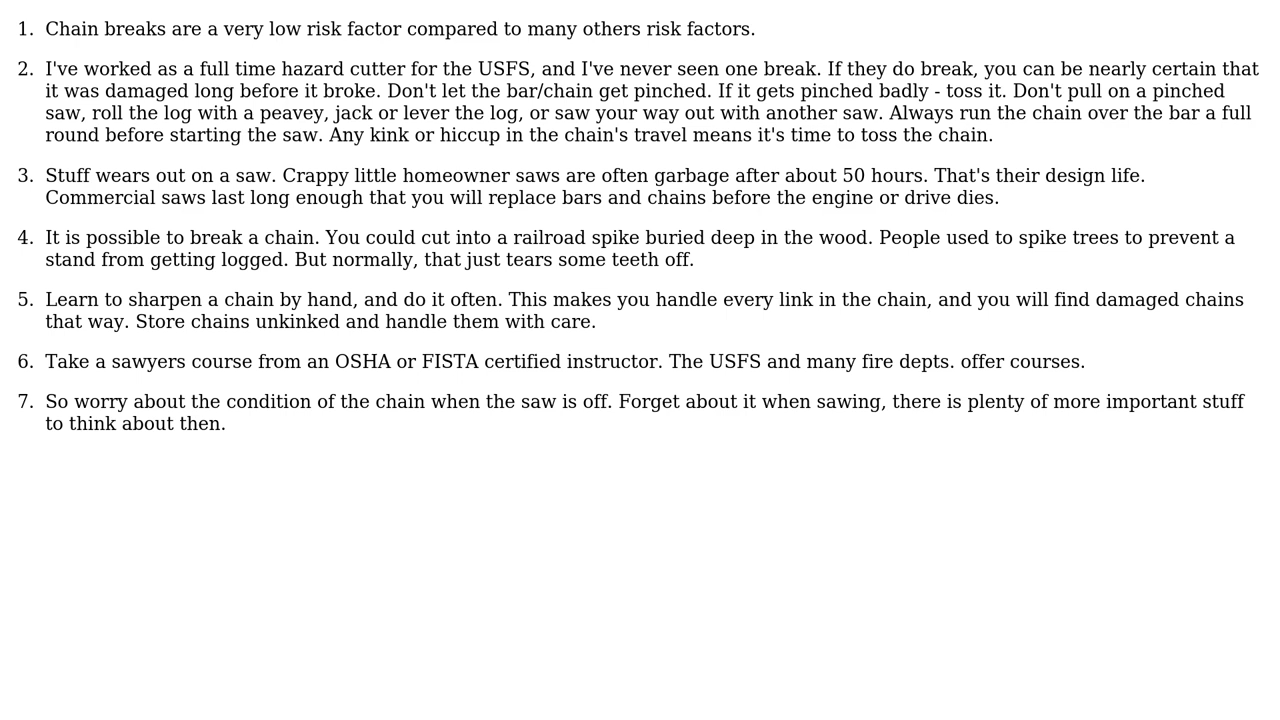 1. Chain breaks are a very low risk factor compared to many others risk factors.
2. I've worked as a full time hazard cutter for the USFS, and I've never seen one break. If they do break, you can be nearly certain that
it was damaged long before it broke. Don't let the bar/chain get pinched. If it gets pinched badly - toss it. Don't pull on a pinched
saw, roll the log with a peavey, jack or lever the log, or saw your way out with another saw. Always run the chain over the bar a full
round before starting the saw. Any kink or hiccup in the chain's travel means it's time to toss the chain.
3. Stuff wears out on a saw. Crappy little homeowner saws are often garbage after about 50 hours. That's their design life.
Commercial saws last long enough that you will replace bars and chains before the engine or drive dies.
4. It is possible to break a chain. You could cut into a railroad spike buried deep in the wood. People used to spike trees to prevent a
stand from getting logged. But normally, that just tears some teeth off.
5. Learn to sharpen a chain by hand, and do it often. This makes you handle every link in the chain, and you will find damaged chains
that way. Store chains unkinked and handle them with care.
6. Take a sawyers course from an OSHA or FISTA certified instructor. The USFS and many fire depts. offer courses.
7. So worry about the condition of the chain when the saw is off. Forget about it when sawing, there is plenty of more important stuff
to think about then.